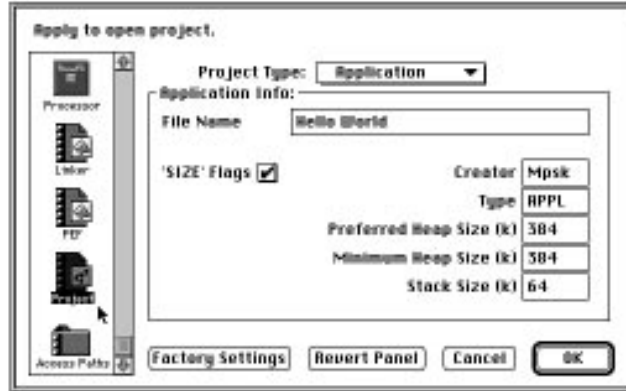 Apply to open project.
Processor
Linker
PEF
Project
Access Paths
Project Type: Application
Application Info:
File Name Hello World
'SIZE' Flags
Creator Mpsk
Type APPL
Preferred Heap Size (k) 384
Minimum Heap Size (k) 384
Stack Size (k) 64
Factory Settings Revert Panel Cancel OK